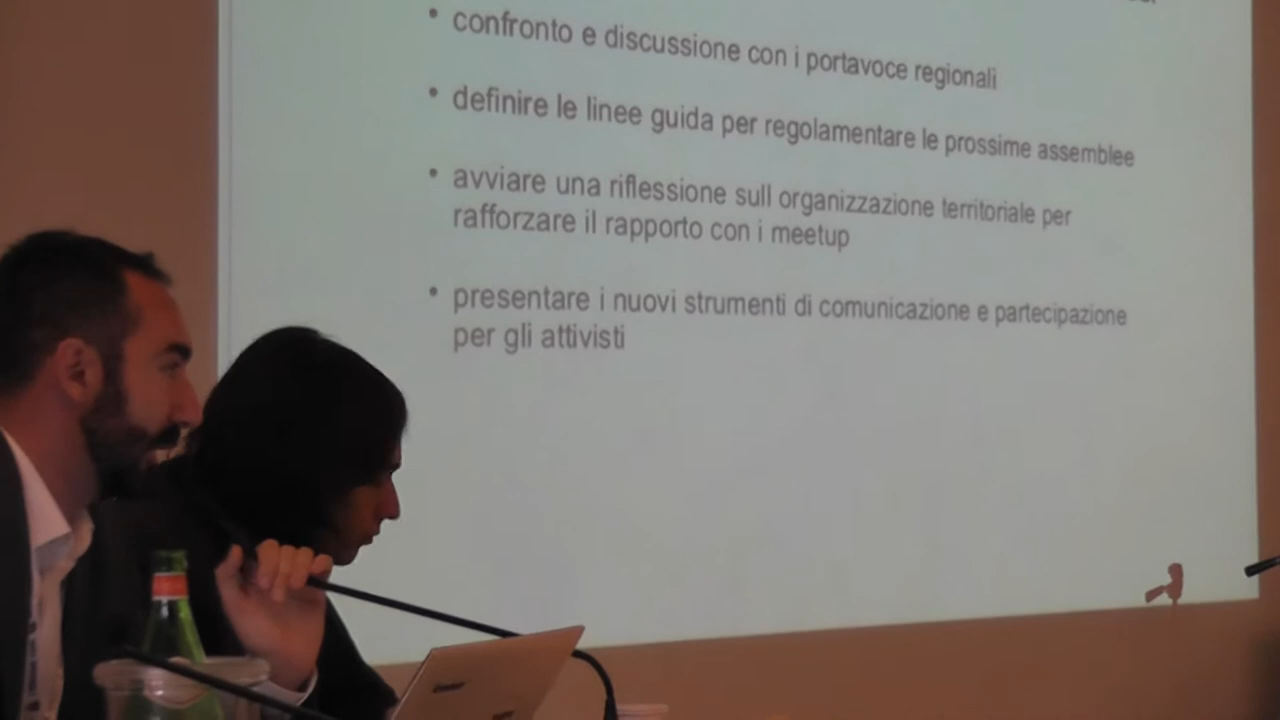 • confronto e discussione con i portavoce regionali
• definire le linee guida per regolamentare le prossime assemblee
• avviare una riflessione sull organizzazione territoriale per
rafforzare il rapporto con i meetup
• presentare i nuovi strumenti di comunicazione e partecipazione
per gli attivisti